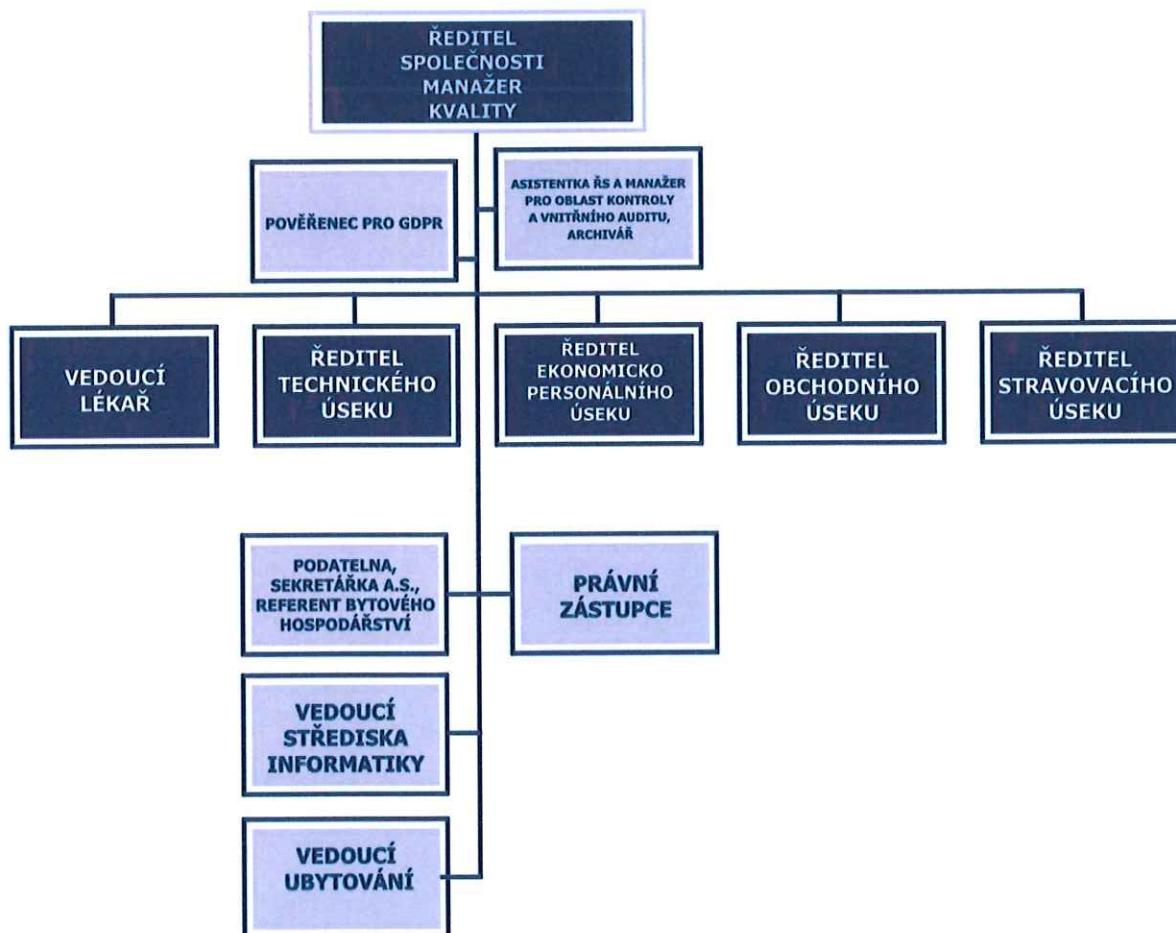 ŘEDITEL
SPOLEČNOSTI
MANAŽER
KVALITY
POVĚŘENEC PRO GDPR
ASISTENTKA ŘS A MANAŽER
PRO OBLAST KONTROLY
A VNITŘNÍHO AUDITU,
ARCHIVÁŘ
VEDOUCÍ
LÉKAŘ
ŘEDITEL
TECHNICKÉHO
ÚSEKU
ŘEDITEL
EKONOMICKO
PERSONÁLNÍHO
ÚSEKU
ŘEDITEL
OBCHODNÍHO
ÚSEKU
ŘEDITEL
STRAVOVACÍHO
ÚSEKU
PODATELNA,
SEKRETÁŘKA A.S.,
REFERENT BYTOVÉHO
HOSPODÁŘSTVÍ
PRÁVNÍ
ZÁSTUPCE
VEDOUCÍ
STŘEDISKA
INFORMATIKY
VEDOUCÍ
UBYTOVÁNÍ